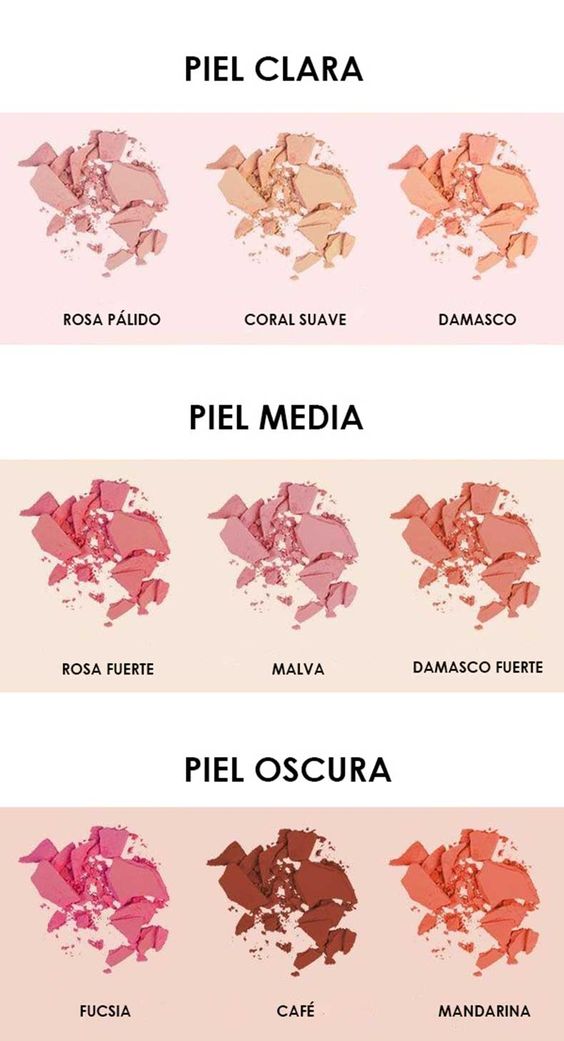 PIEL CLARA
ROSA PÁLIDO
CORAL SUAVE
DAMASCO
PIEL MEDIA
ROSA FUERTE
MALVA
DAMASCO FUERTE
PIEL OSCURA
FUCSIA
CAFÉ
MANDARINA